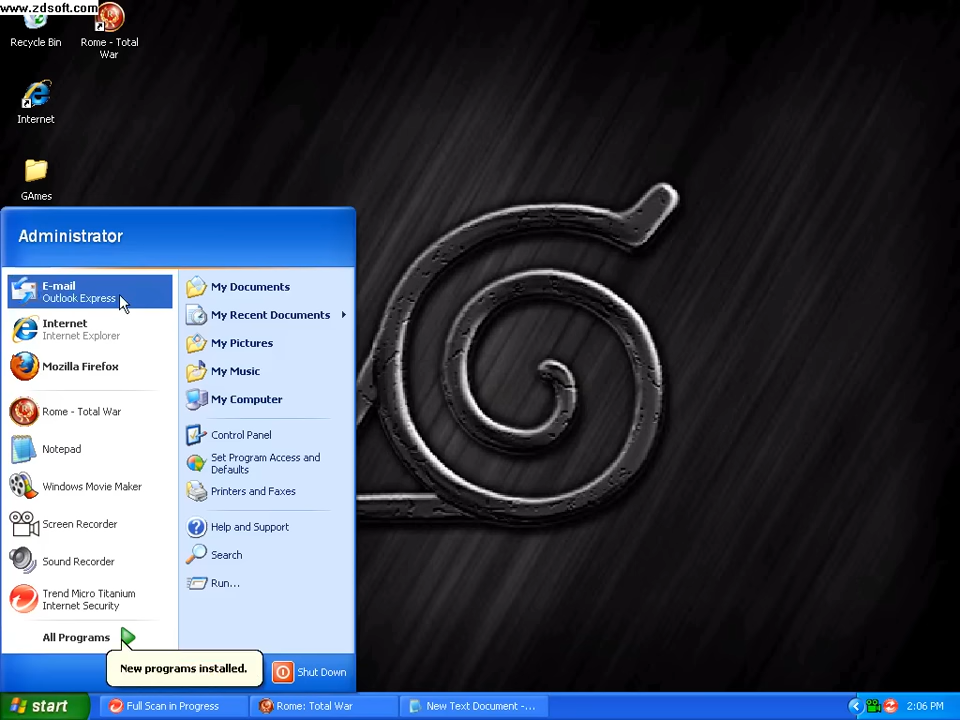 www.zdsoft.com
Recycle Bin
Rome - Total
War
Internet
GAmes
Administrator
E-mail
Outlook Express
Internet
Internet Explorer
Mozilla Firefox
Rome - Total War
Notepad
Windows Movie Maker
Screen Recorder
Sound Recorder
Trend Micro Titanium
Internet Security
All Programs
My Documents
My Recent Documents
My Pictures
My Music
My Computer
Control Panel
Set Program Access and
Defaults
Printers and Faxes
Help and Support
Search
Run...
New programs installed.
Shut Down
start
Full Scan in Progress
Rome: Total War
New Text Document -...
2:06 PM